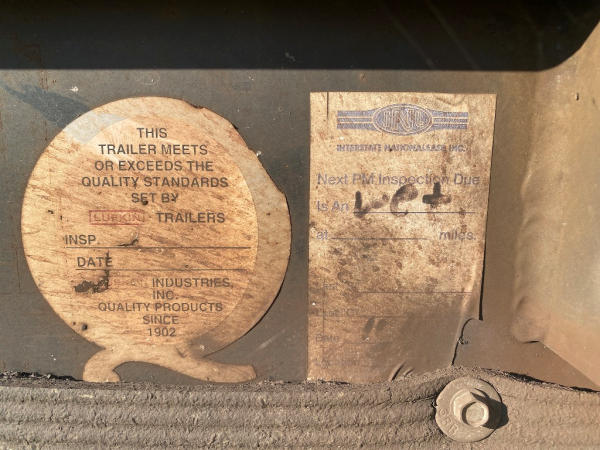 THIS
TRAILER MEETS
OR EXCEEDS THE
QUALITY STANDARDS
SET BY
LUFKIN TRAILERS
INSP.
DATE
INDUSTRIES,
INC.
QUALITY PRODUCTS
SINCE
1902
INTERSTATE NATIONALEASE INC.
Next PM Inspection Due
Is An
at miles